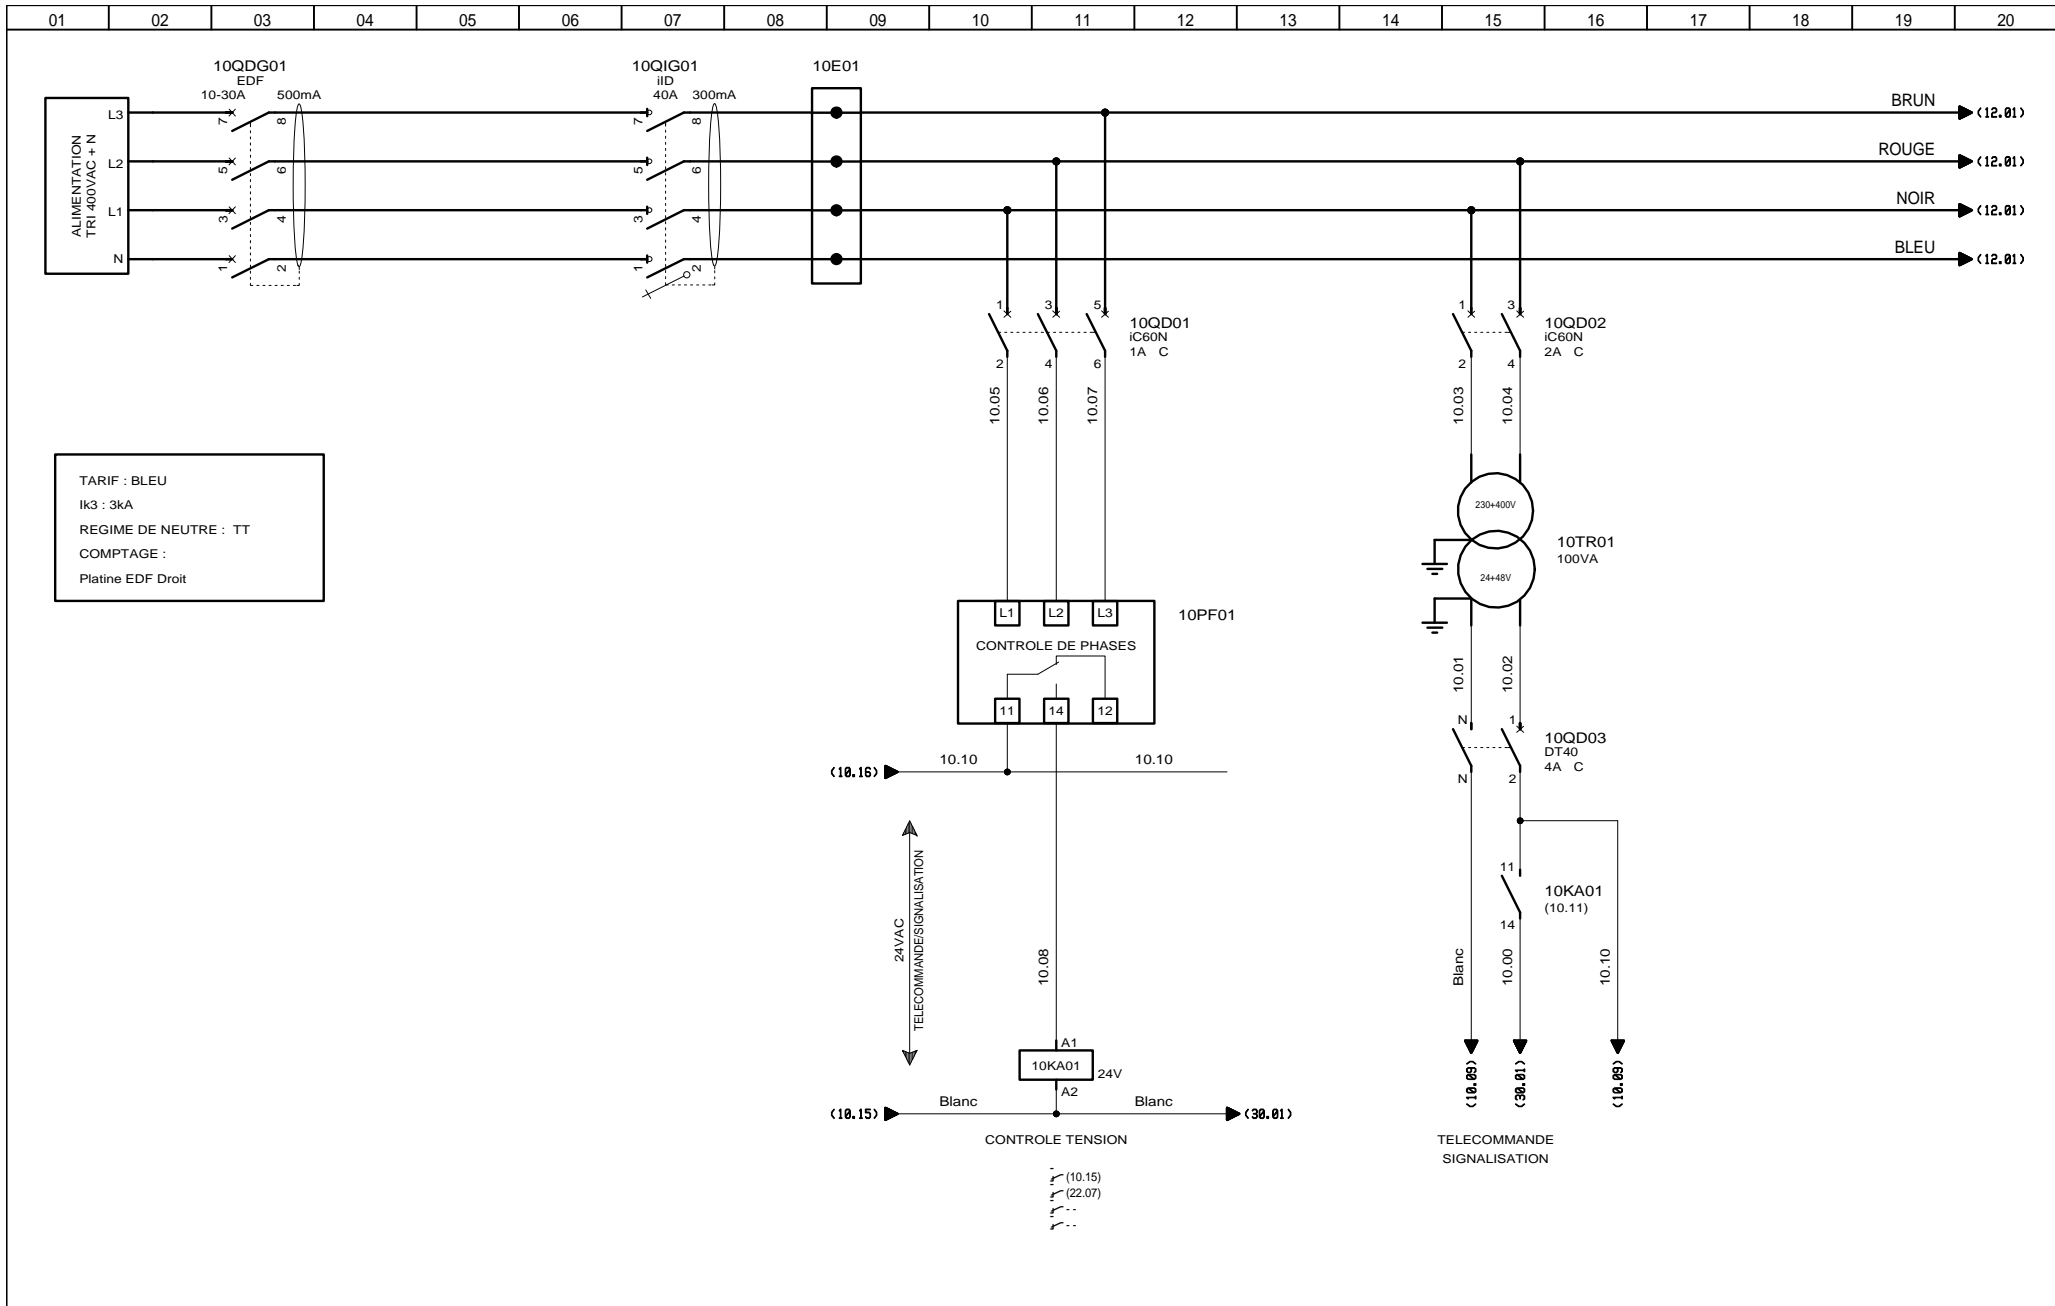 01 02 03 04 05 06 07 08 09 10 11 12 13 14 15 16 17 18 19 20
10QDG01
EDF
10-30A 500mA
10QIG01
iID
40A 300mA
10E01
ALIMENTATION
TRI 400VAC + N
L3 7 8 7 8 BRUN (12.01)
L2 5 6 5 6 ROUGE (12.01)
L1 3 4 3 4 NOIR (12.01)
N 1 2 1 2 BLEU (12.01)
1 3 5
10QD01
iC60N
1A C
2 4 6
10.05 10.06 10.07
1 3
10QD02
iC60N
2A C
2 4
10.03 10.04
TARIF : BLEU
Ik3 : 3kA
REGIME DE NEUTRE : TT
COMPTAGE :
Platine EDF Droit
230+400V
10TR01
100VA
24+48V
L1 L2 L3
10PF01
CONTROLE DE PHASES
11 14 12
10.01 10.02
N 1
10QD03
DT40
4A C
N 2
(10.16) 10.10 10.10
24VAC
TELECOMMANDE/SIGNALISATION
10.08
11
10KA01
(10.11)
14
Blanc 10.00 10.10
A1
10KA01 24V
A2
(10.15) Blanc Blanc (30.01)
(10.09) (30.01) (10.09)
CONTROLE TENSION
TELECOMMANDE
SIGNALISATION
(10.15)
(22.07)
--
--